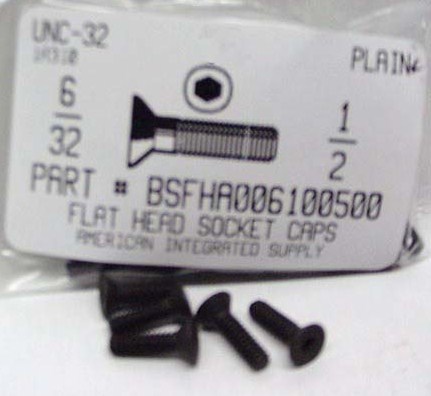 UNC-32
PLAIN
6
32
1
2
PART # BSFHA006100500
FLAT HEAD SOCKET CAPS
AMERICAN INTEGRATED SUPPLY